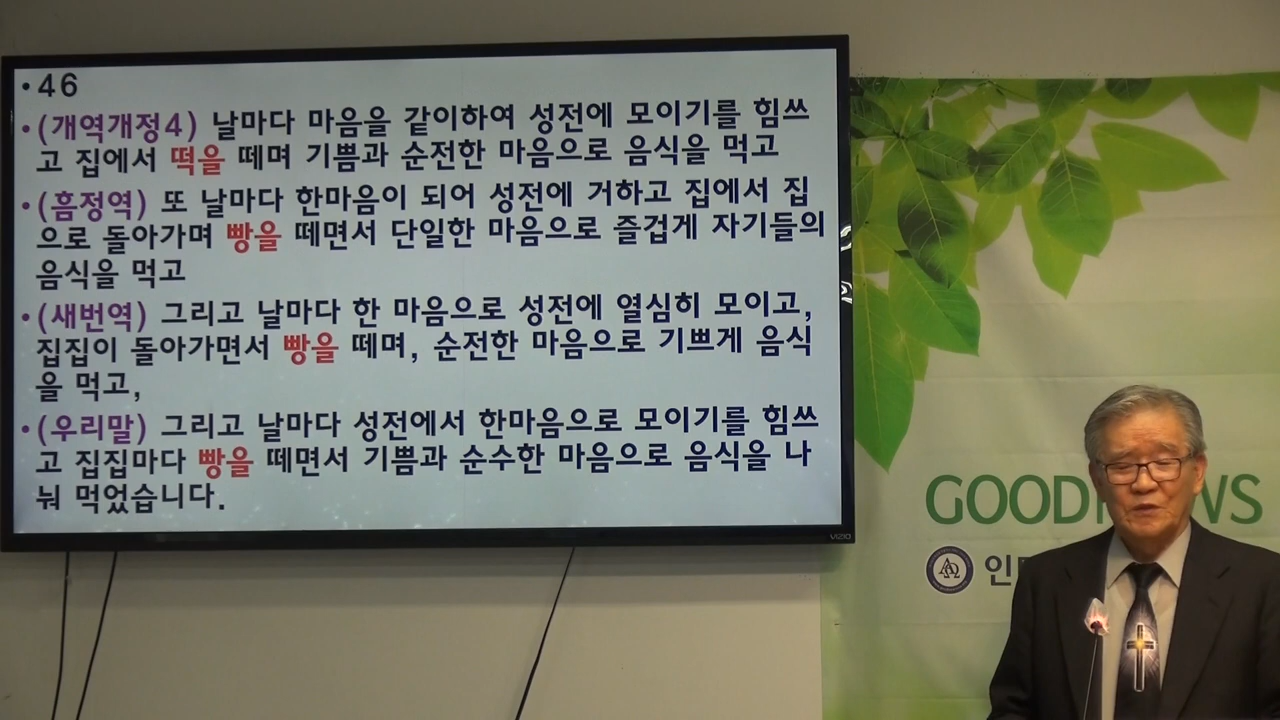 • 46
• (개역개정4) 날마다 마음을 같이하여 성전에 모이기를 힘쓰
고 집에서 떡을 떼며 기쁨과 순전한 마음으로 음식을 먹고
• (흠정역) 또 날마다 한마음이 되어 성전에 거하고 집에서 집
으로 돌아가며 빵을 떼면서 단일한 마음으로 즐겁게 자기들의
음식을 먹고
• (새번역) 그리고 날마다 한 마음으로 성전에 열심히 모이고,
집집이 돌아가면서 빵을 떼며, 순전한 마음으로 기쁘게 음식
을 먹고,
• (우리말) 그리고 날마다 성전에서 한마음으로 모이기를 힘쓰
고 집집마다 빵을 떼면서 기쁨과 순수한 마음으로 음식을 나
눠 먹었습니다.
VIZIO
GOOD
ΑΩ